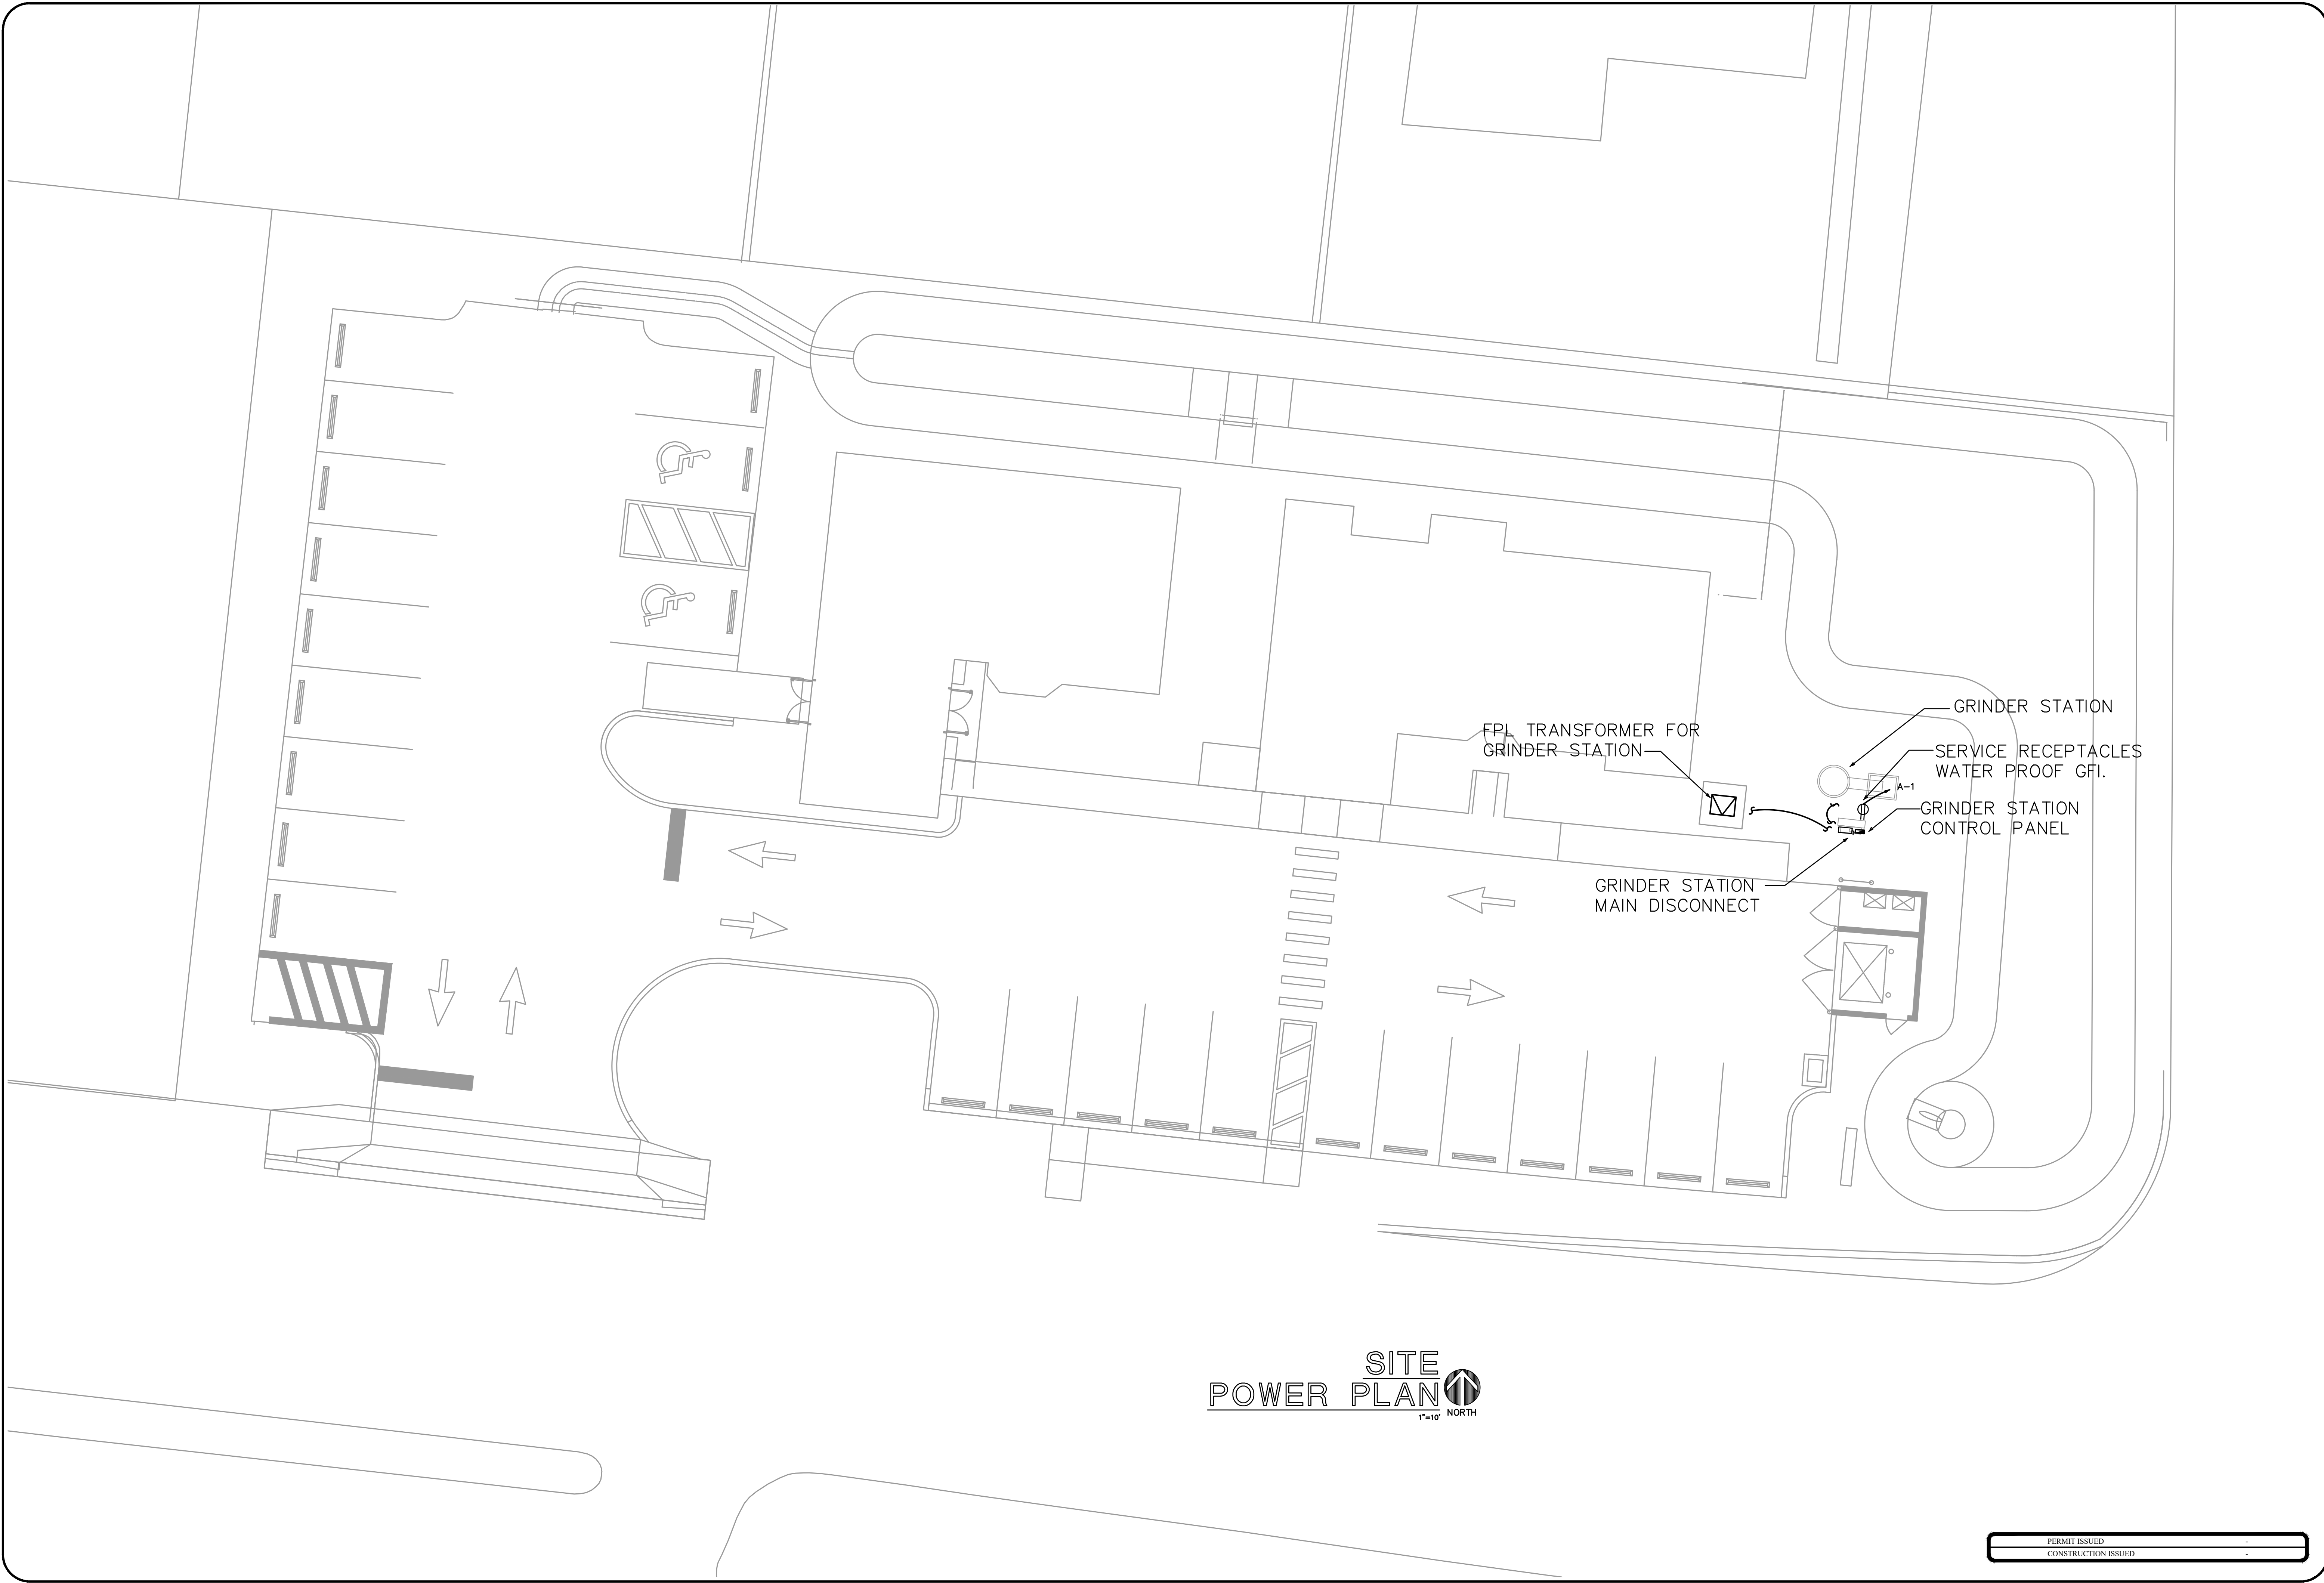 GRINDER STATION
FPL TRANSFORMER FOR
GRINDER STATION
SERVICE RECEPTACLES
WATER PROOF GFI.
A-1
GRINDER STATION
CONTROL PANEL
GRINDER STATION
MAIN DISCONNECT
SITE
POWER PLAN
1"=10'
NORTH
PERMIT ISSUED -
CONSTRUCTION ISSUED -